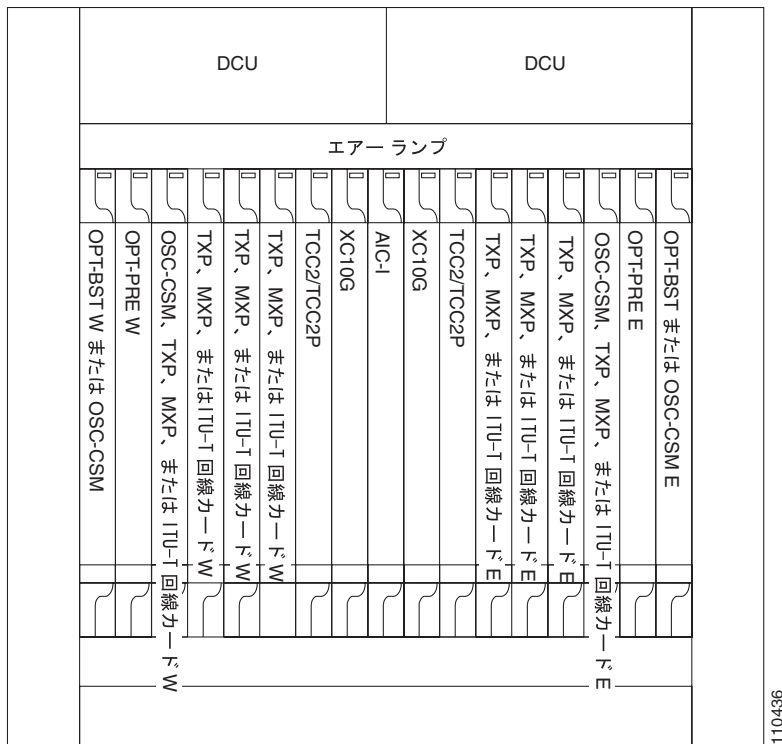 DCU
DCU
エアー ランプ
OPT-BST W または OSC-CSM
OPT-PRE W
OSC-CSM、TXP、MXP、または ITU-T 回線カード W
TXP、MXP、または ITU-T 回線カード W
TXP、MXP、または ITU-T 回線カード W
TXP、MXP、または ITU-T 回線カード W
TCC2/TCC2P
XC10G
AIC-I
XC10G
TCC2/TCC2P
TXP、MXP、または ITU-T 回線カード E
TXP、MXP、または ITU-T 回線カード E
TXP、MXP、または ITU-T 回線カード E
OSC-CSM、TXP、MXP、または ITU-T 回線カード E
OPT-PRE E
OPT-BST または OSC-CSM E
110436